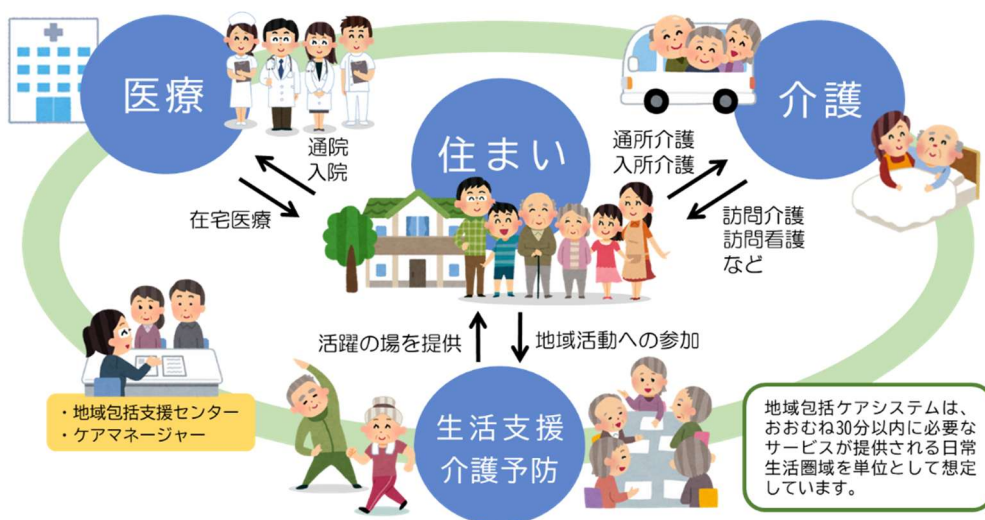 医療
通院
入院
在宅医療
住まい
介護
通所介護
入所介護
訪問介護
訪問看護
など
活躍の場を提供
地域活動への参加
・地域包括支援センター
・ケアマネージャー
生活支援
介護予防
地域包括ケアシステムは、
おおむね30分以内に必要な
サービスが提供される日常
生活圏域を単位として想定
しています。